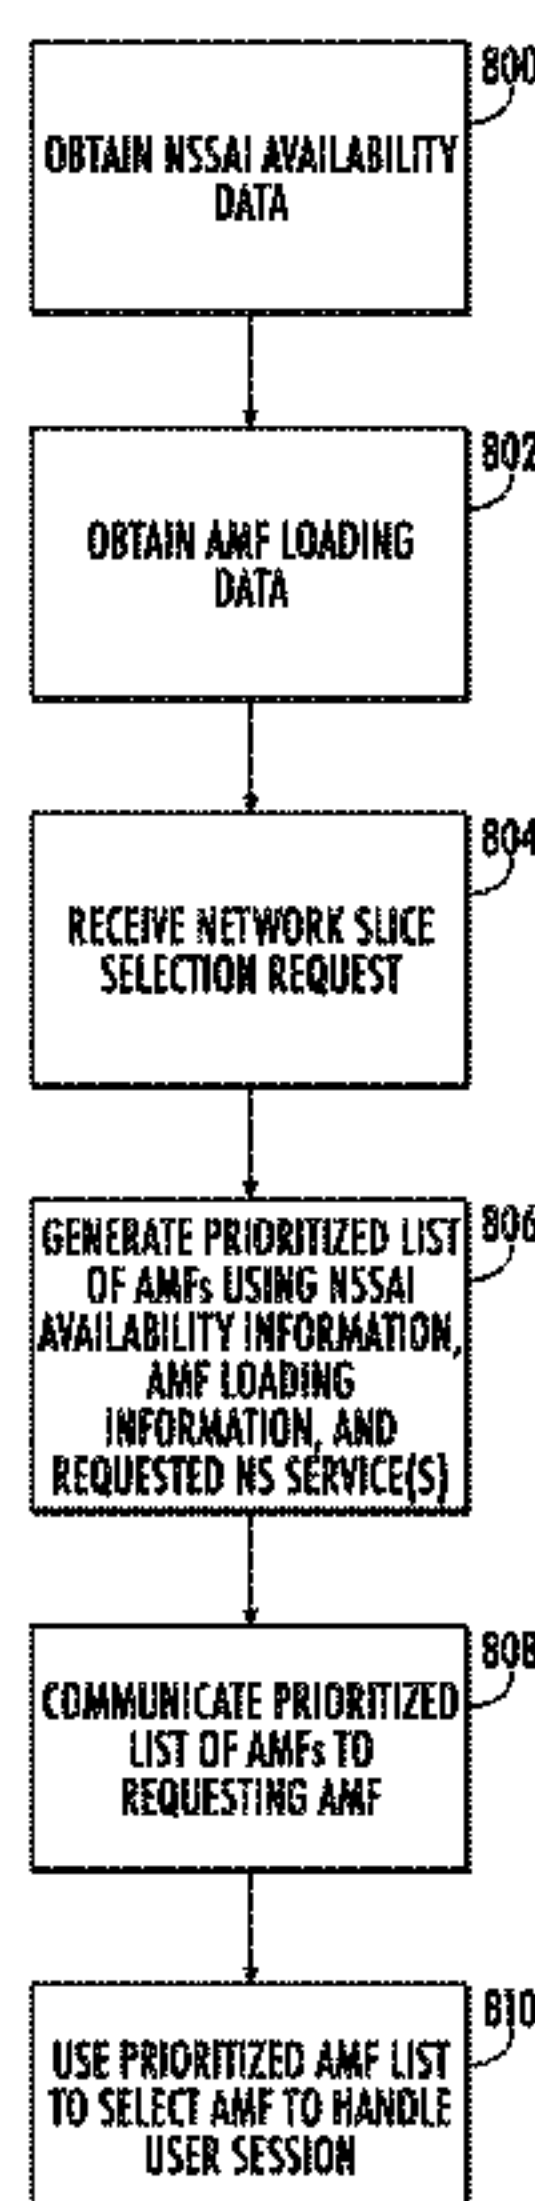 800
OBTAIN NSSAI AVAILABILITY
DATA
802
OBTAIN AMF LOADING
DATA
804
RECEIVE NETWORK SLICE
SELECTION REQUEST
806
GENERATE PRIORITIZED LIST
OF AMFs USING NSSAI
AVAILABILITY INFORMATION,
AMF LOADING
INFORMATION, AND
REQUESTED NS SERVICE(S)
808
COMMUNICATE PRIORITIZED
LIST OF AMFs TO
REQUESTING AMF
810
USE PRIORITIZED AMF LIST
TO SELECT AMF TO HANDLE
USER SESSION